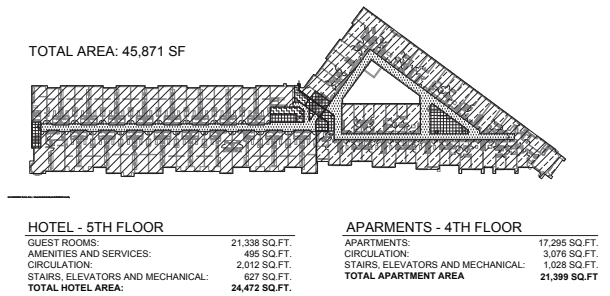 TOTAL AREA: 45,871 SF
HOTEL - 5TH FLOOR
GUEST ROOMS: 21,338 SQ.FT.
AMENITIES AND SERVICES: 495 SQ.FT.
CIRCULATION: 2,012 SQ.FT.
STAIRS, ELEVATORS AND MECHANICAL: 627 SQ.FT.
TOTAL HOTEL AREA: 24,472 SQ.FT.
APARMENTS - 4TH FLOOR
APARTMENTS: 17,295 SQ.FT.
CIRCULATION: 3,076 SQ.FT.
STAIRS, ELEVATORS AND MECHANICAL: 1,028 SQ.FT.
TOTAL APARTMENT AREA 21,399 SQ.FT